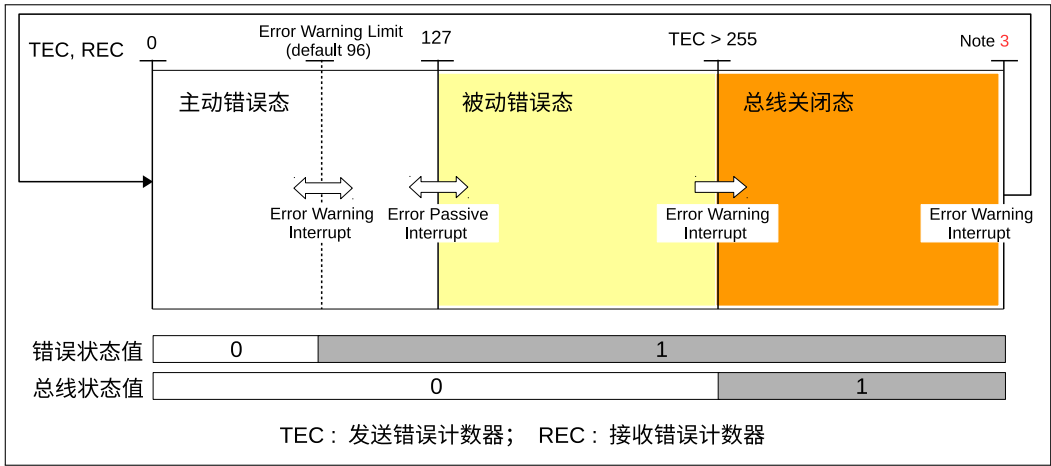 TEC, REC
0
Error Warning Limit
(default 96)
127
TEC > 255
Note 3
主动错误态
被动错误态
总线关闭态
Error Warning
Interrupt
Error Passive
Interrupt
Error Warning
Interrupt
Error Warning
Interrupt
错误状态值
0
1
总线状态值
0
1
TEC : 发送错误计数器； REC : 接收错误计数器